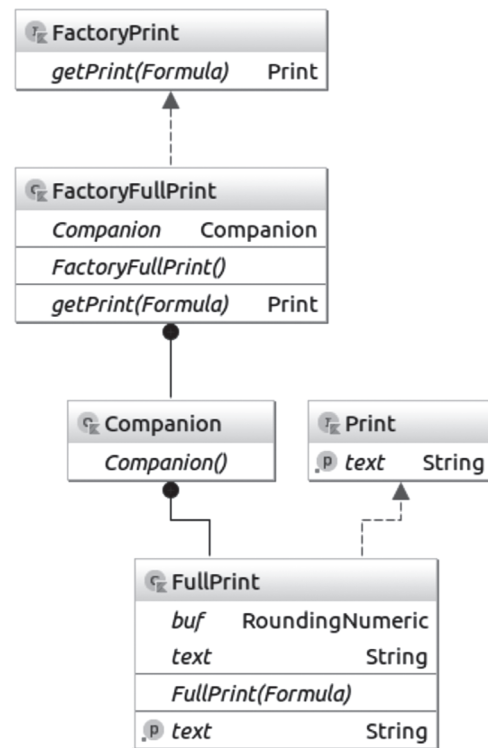 FactoryPrint
getPrint(Formula) Print
FactoryFullPrint
Companion Companion
FactoryFullPrint()
getPrint(Formula) Print
Companion
Companion()
Print
p text String
FullPrint
buf RoundingNumeric
text String
FullPrint(Formula)
p text String